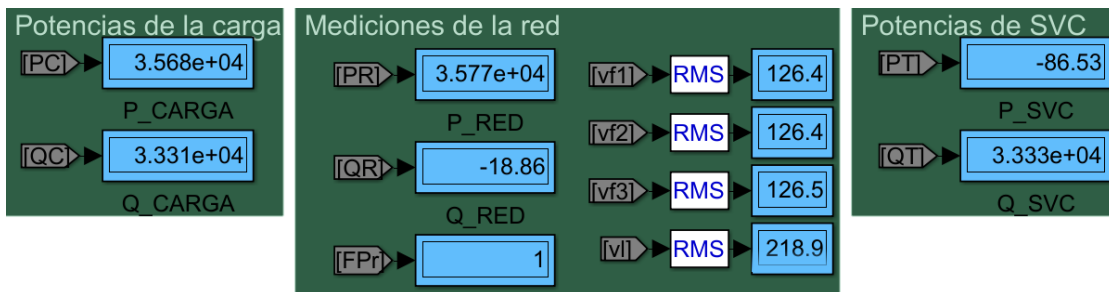 Potencias de la carga
[PC]
3.568e+04
P_CARGA
[QC]
3.331e+04
Q_CARGA
Mediciones de la red
[PR]
3.577e+04
P_RED
[QR]
-18.86
Q_RED
[FPr]
1
[vf1]
RMS
126.4
[vf2]
RMS
126.4
[vf3]
RMS
126.5
[vl]
RMS
218.9
Potencias de SVC
[PT]
-86.53
P_SVC
[QT]
3.333e+04
Q_SVC